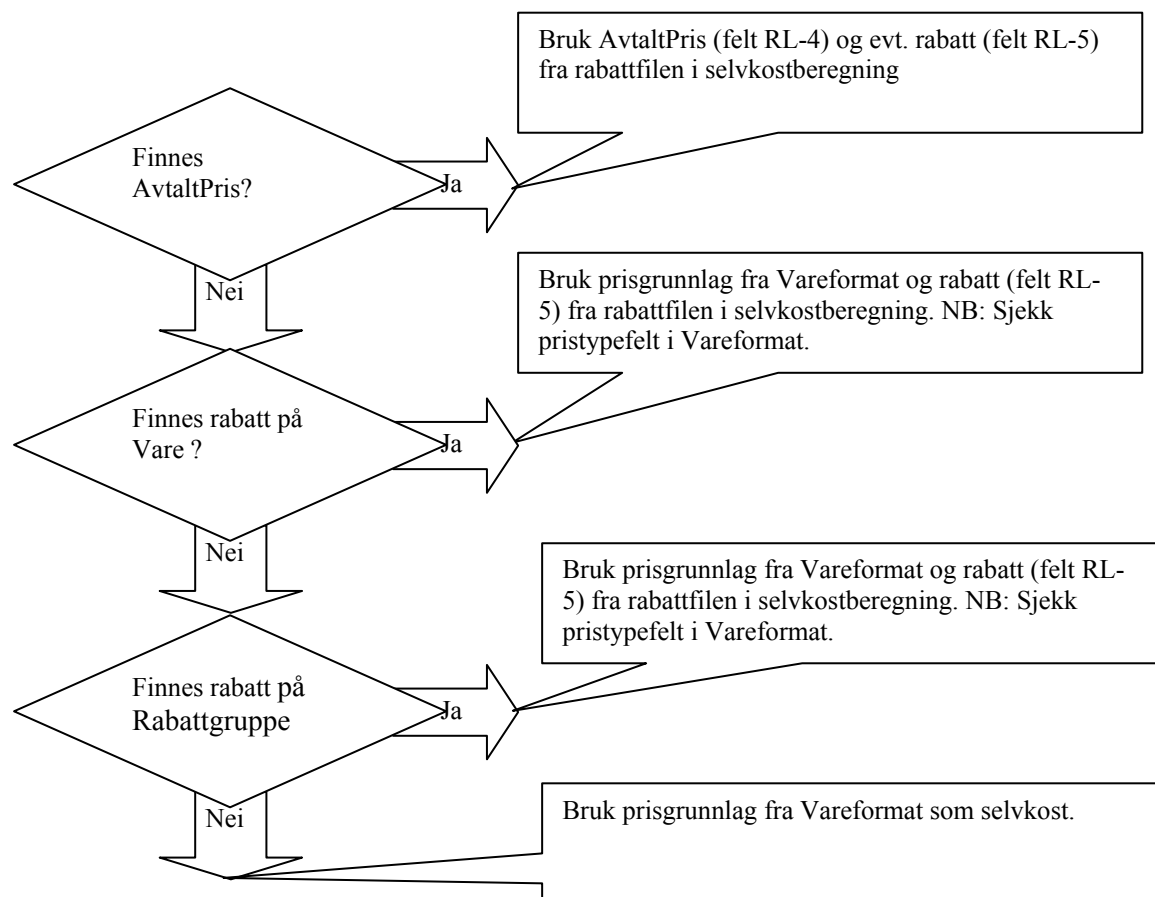 Bruk AvtaltPris (felt RL-4) og evt. rabatt (felt RL-5)
fra rabattfilen i selvkostberegning
Finnes
AvtaltPris?
Ja
Nei
Bruk prisgrunnlag fra Vareformat og rabatt (felt RL-
5) fra rabattfilen i selvkostberegning. NB: Sjekk
pristypefelt i Vareformat.
Finnes rabatt på
Vare ?
Ja
Nei
Bruk prisgrunnlag fra Vareformat og rabatt (felt RL-
5) fra rabattfilen i selvkostberegning. NB: Sjekk
pristypefelt i Vareformat.
Finnes rabatt på
Rabattgruppe
Ja
Nei
Bruk prisgrunnlag fra Vareformat som selvkost.